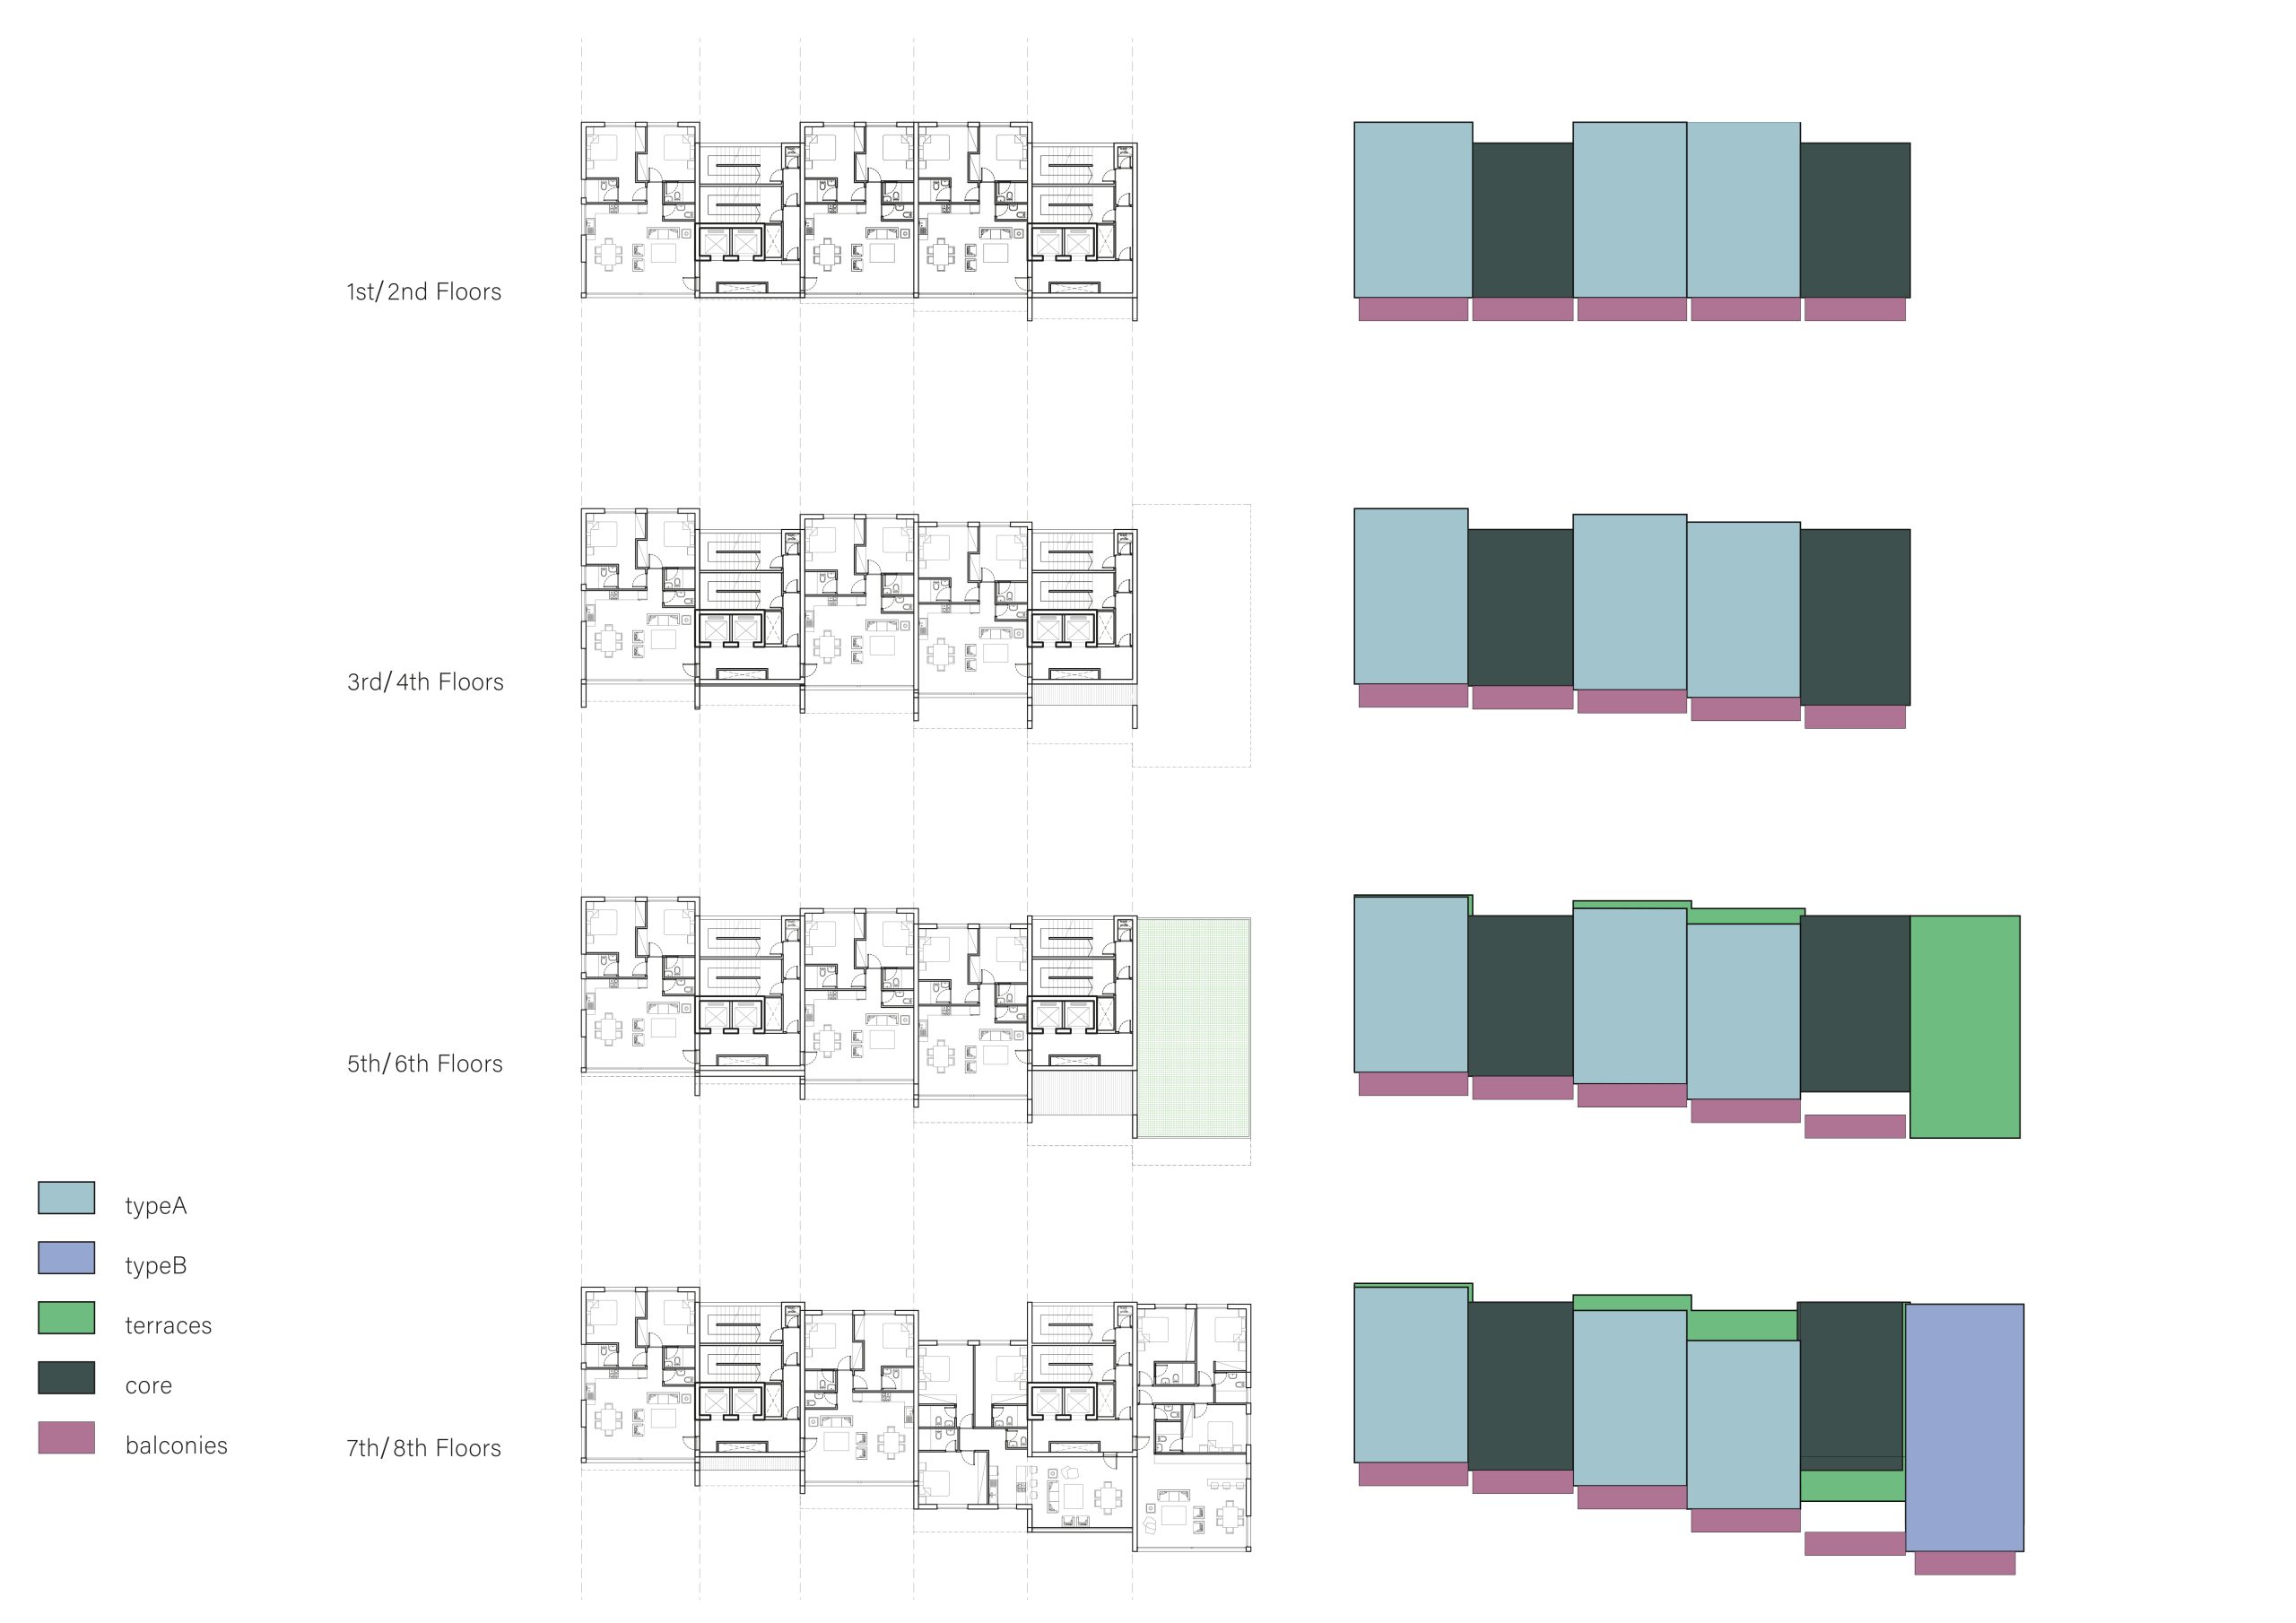 1st/2nd Floors
3rd/4th Floors
5th/6th Floors
7th/8th Floors
typeA
typeB
terraces
core
balconies